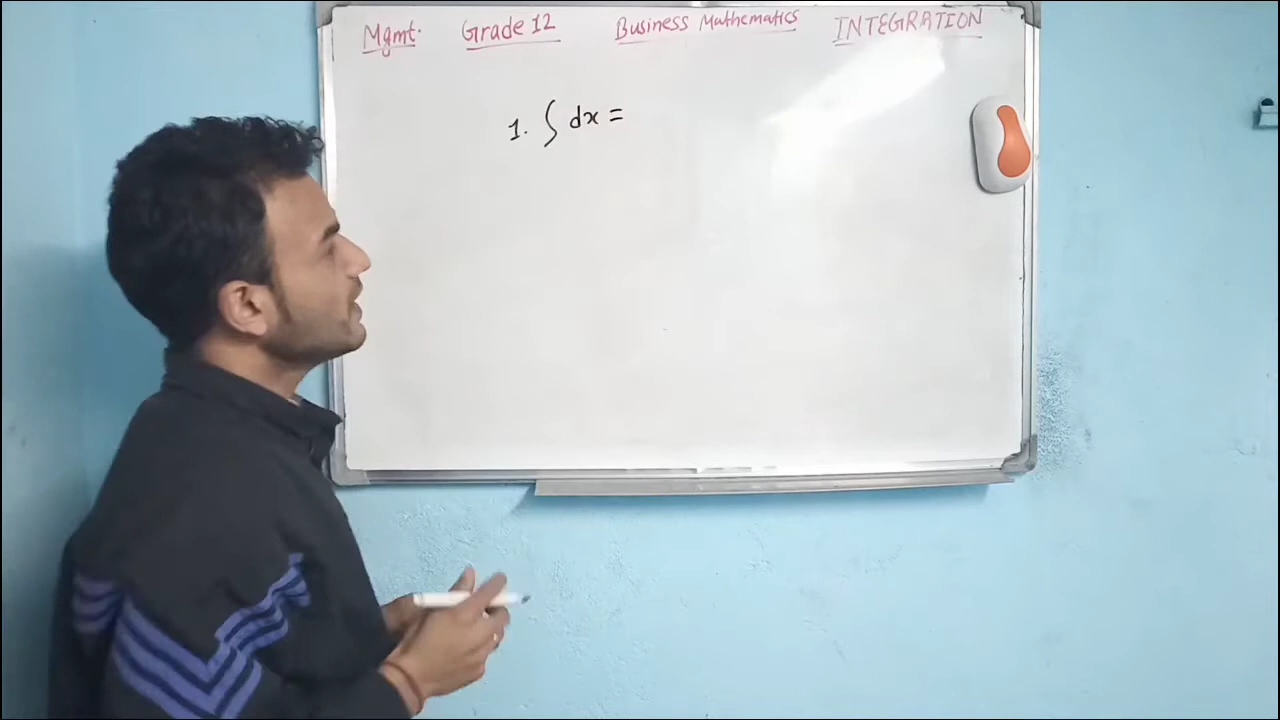 Mgmt. Grade 12 Business Mathematics INTEGRATION
1. ∫ dx =